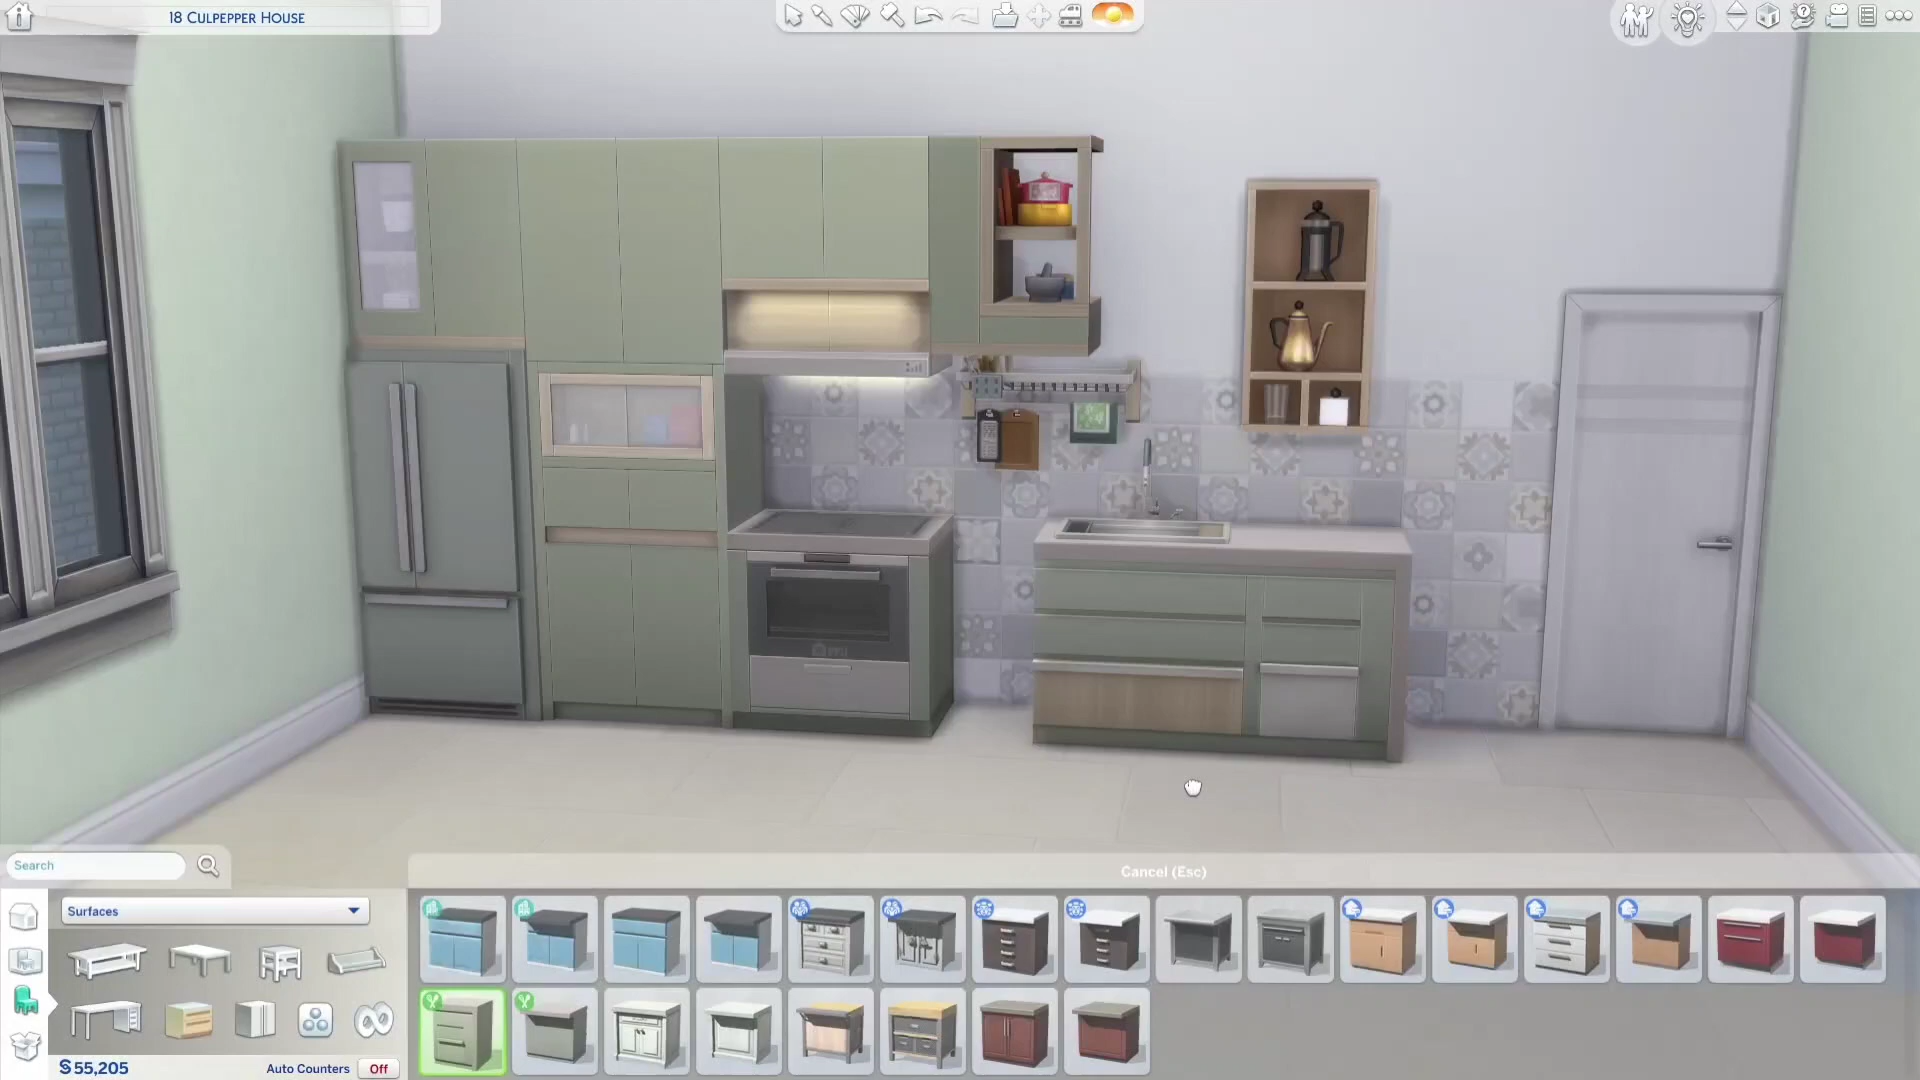 18 CULPEPPER HOUSE
Cancel (Esc)
Search
Surfaces
§55,205
Auto Counters
Off